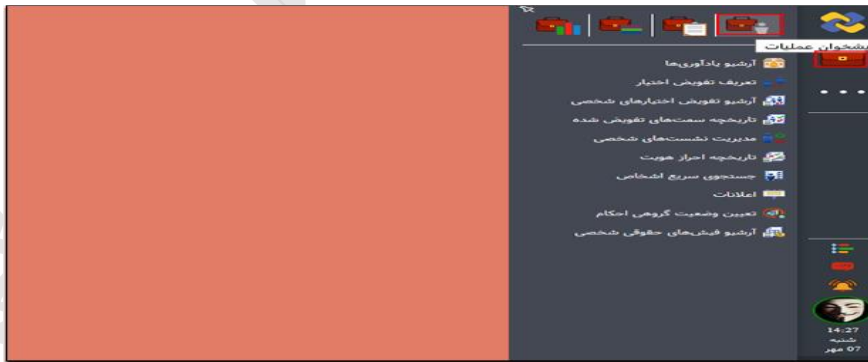 پیشخوان عملیات
آرشیو یادآوری‌ها
تعریف تفویض اختیار
آرشیو تفویض اختیارهای شخصی
تاریخچه سمت‌های تفویض شده
مدیریت نشست‌های شخصی
تاریخچه احراز هویت
جستجوی سریع اشخاص
اعلانات
تعیین وضعیت گروهی احکام
آرشیو فیش‌های حقوقی شخصی
14:27
شنبه
07 مهر